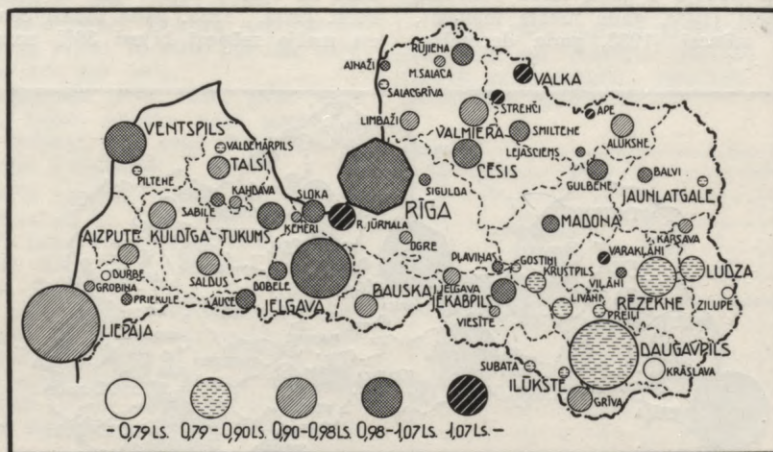 RŪJIENA
AINAŽI
M.SALACA
VALKA
SALACGRĪVA
STRENČI
APE
LIMBAŽI
VALMIERA
SMILTENE
ALŪKSNE
VENTSPILS
VALDEMĀRPILS
TALSI
CĒSIS
LEJASCIEMS
GULBENE
BALVI
PILTENE
KANDAVA
SLOKA
SIGULDA
JAUNLATGALE
SABILE
RĪGA
AIZPUTE
KULDĪGA
TUKUMS
ĶEMERI
R. JŪRMALA
MADONA
KĀRSAVA
OGRE
DURBE
SALDUS
DOBELE
PĻAVIŅAS
GOSTIŅI
VARAKĻĀNI
LUDZA
GROBIŅA
PRIEKULE
AUCE
JELGAVA
BAUSKA
JELGAVA
KRUSTPILS
VIĻĀNI
JĒKABPILS
RĒZEKNE
LIEPĀJA
VIESĪTE
LĪVĀNI
PREIĻI
ZILUPE
DAUGAVPILS
SUBATA
ILŪKSTE
KRĀSLAVA
GRĪVA
- 0,79 LS. 0,79 - 0,90 LS. 0,90-0,98 LS. 0,98-1,07 LS. 1,07 LS. -